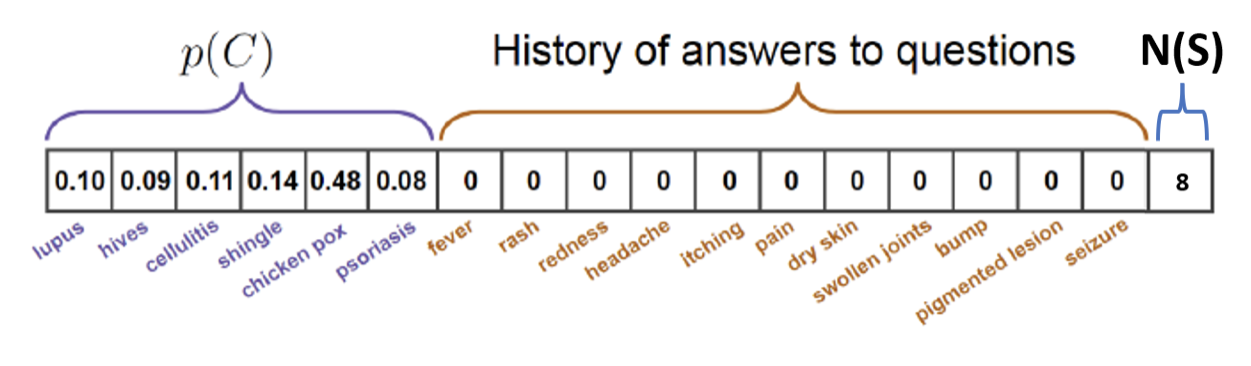 p(C) History of answers to questions N(S)
0.10 0.09 0.11 0.14 0.48 0.08 0 0 0 0 0 0 0 0 0 0 0 8
lupus hives cellulitis shingle chicken pox psoriasis fever rash redness headache itching pain dry skin swollen joints bump pigmented lesion seizure